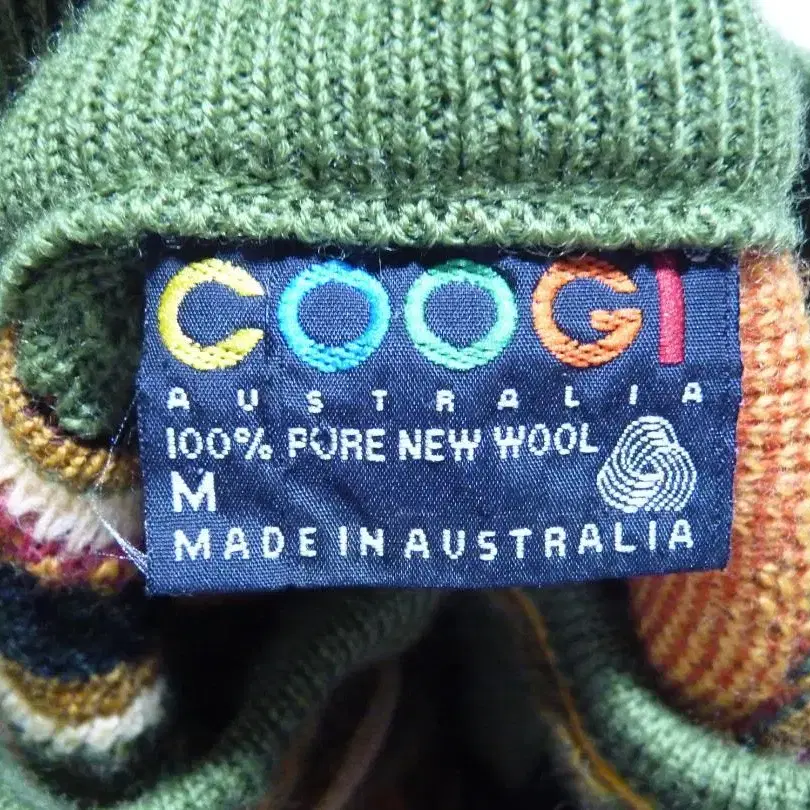 COOGI
AUSTRALIA
100% PURE NEW WOOL
M
MADE IN AUSTRALIA